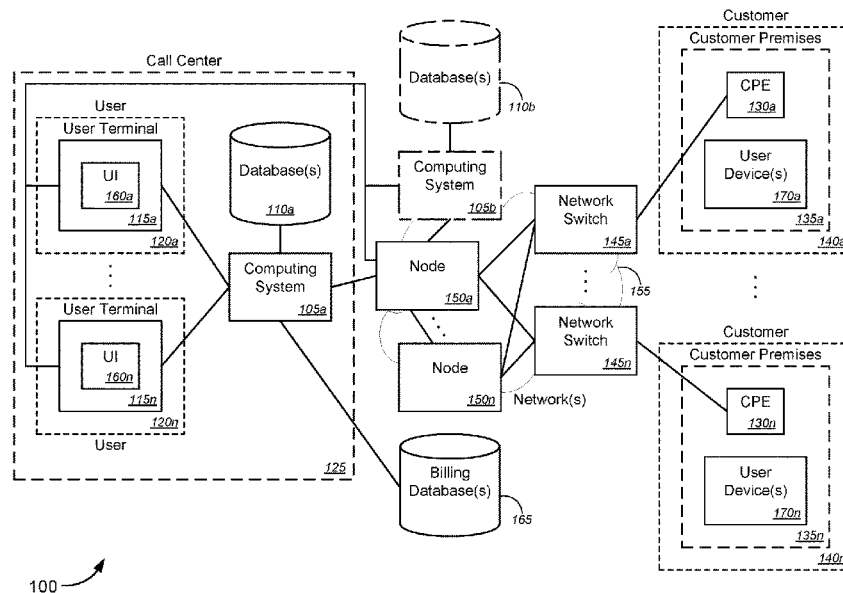 Call Center
User
User Terminal
UI
160a
115a
120a
User Terminal
UI
160n
115n
120n
User
Database(s)
110a
Computing
System
105a
125
Database(s)
110b
Computing
System
105b
Node
150a
Node
150n
Network(s)
Billing
Database(s)
165
Network
Switch
145a
155
Network
Switch
145n
Customer
Customer Premises
CPE
130a
User
Device(s)
170a
135a
140a
Customer
Customer Premises
CPE
130n
User
Device(s)
170n
135n
140n
100